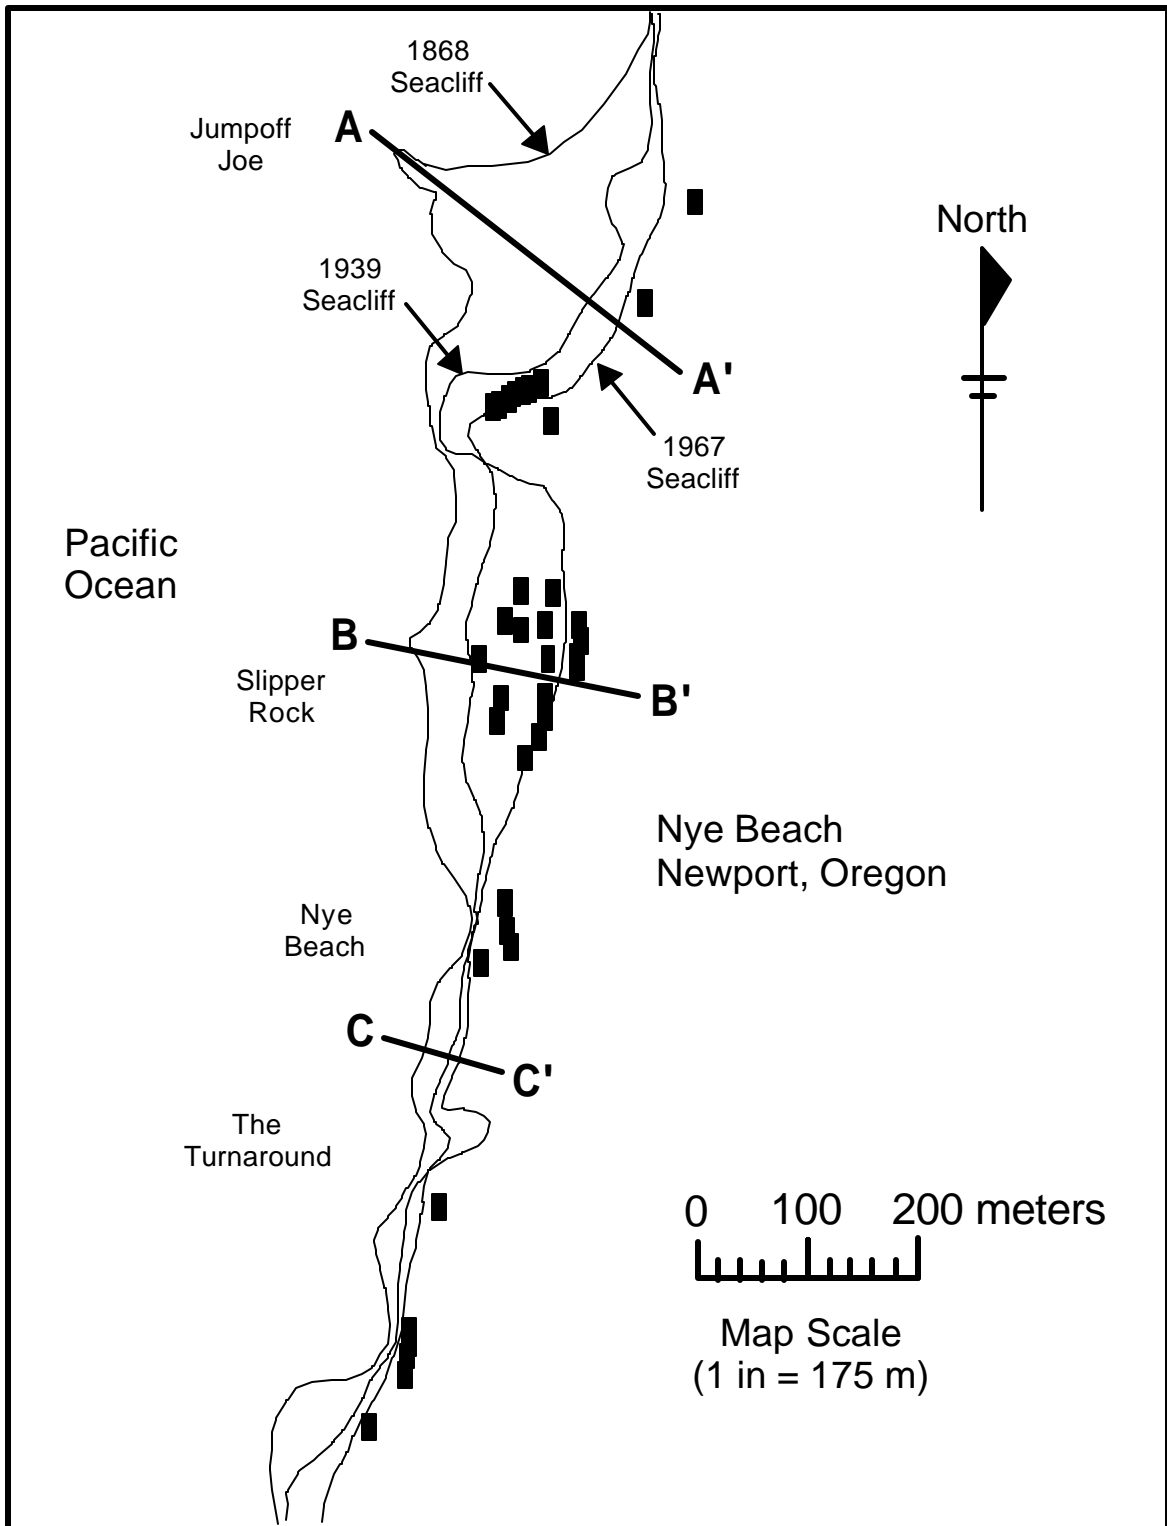 1868
Seacliff
Jumpoff
Joe
A
North
1939
Seacliff
A'
1967
Seacliff
Pacific
Ocean
B
Slipper
Rock
B'
Nye Beach
Newport, Oregon
Nye
Beach
C
C'
The
Turnaround
0 100 200 meters
Map Scale
(1 in = 175 m)